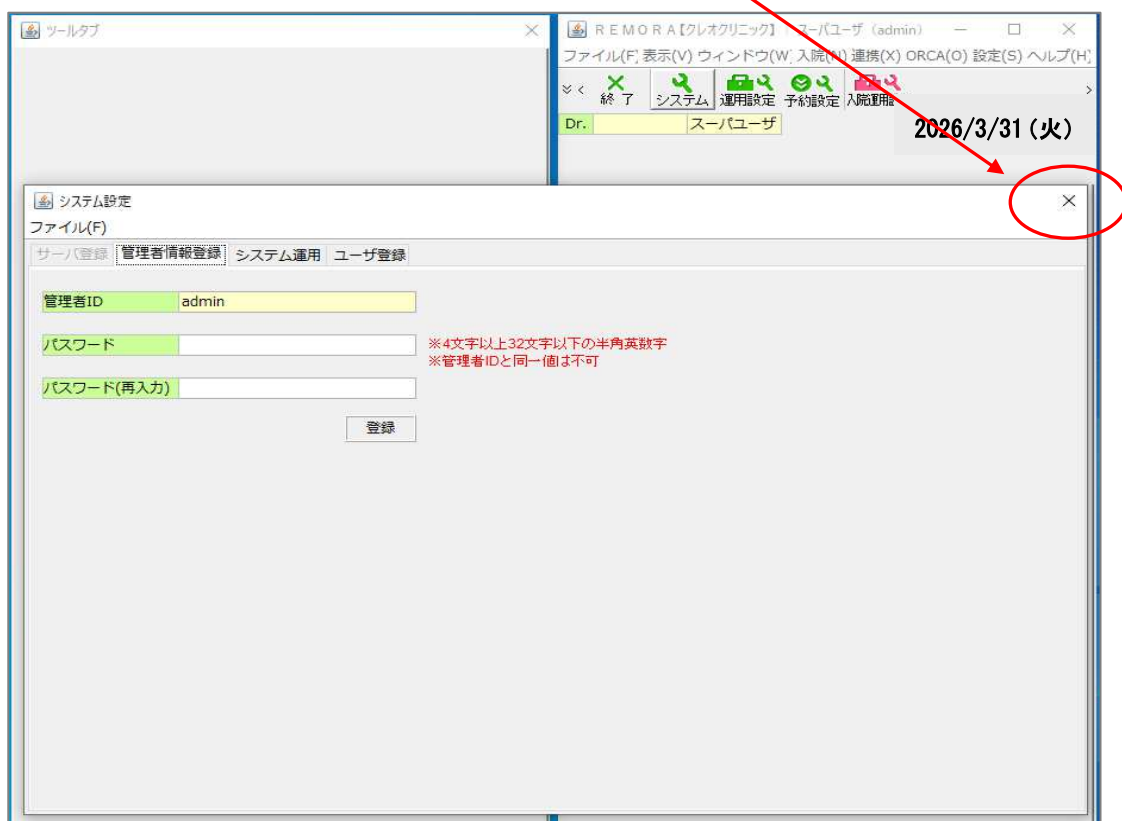 ツールタブ
ＲＥＭＯＲＡ【クレオクリニック】 スーパユーザ（admin）
ファイル(F) 表示(V) ウィンドウ(W) 入院(N) 連携(X) ORCA(O) 設定(S) ヘルプ(H)
終 了 システム 運用設定 予約設定 入院運用
Dr. スーパユーザ
2026/3/31 (火)
システム設定
ファイル(F)
サーバ登録 管理者情報登録 システム運用 ユーザ登録
管理者ID admin
パスワード ※4文字以上32文字以下の半角英数字
※管理者IDと同一値は不可
パスワード(再入力)
登録